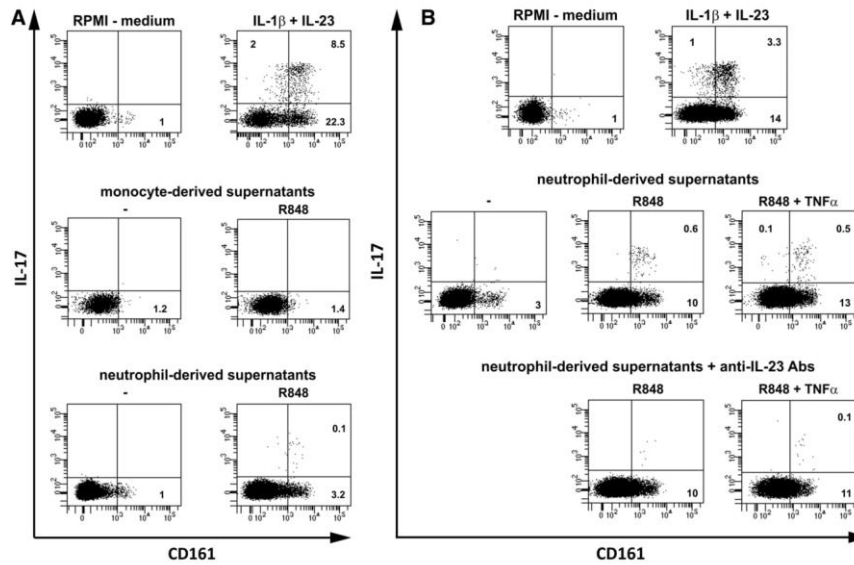 A
RPMI - medium
IL-1β + IL-23
2
8.5
1
22.3
monocyte-derived supernatants
-
R848
1.2
1.4
neutrophil-derived supernatants
-
R848
0.1
1
3.2
IL-17
CD161
B
RPMI - medium
IL-1β + IL-23
1
3.3
1
14
neutrophil-derived supernatants
-
R848
R848 + TNFα
0.6
0.1
0.5
3
10
13
neutrophil-derived supernatants + anti-IL-23 Abs
R848
R848 + TNFα
0.1
10
11
IL-17
CD161